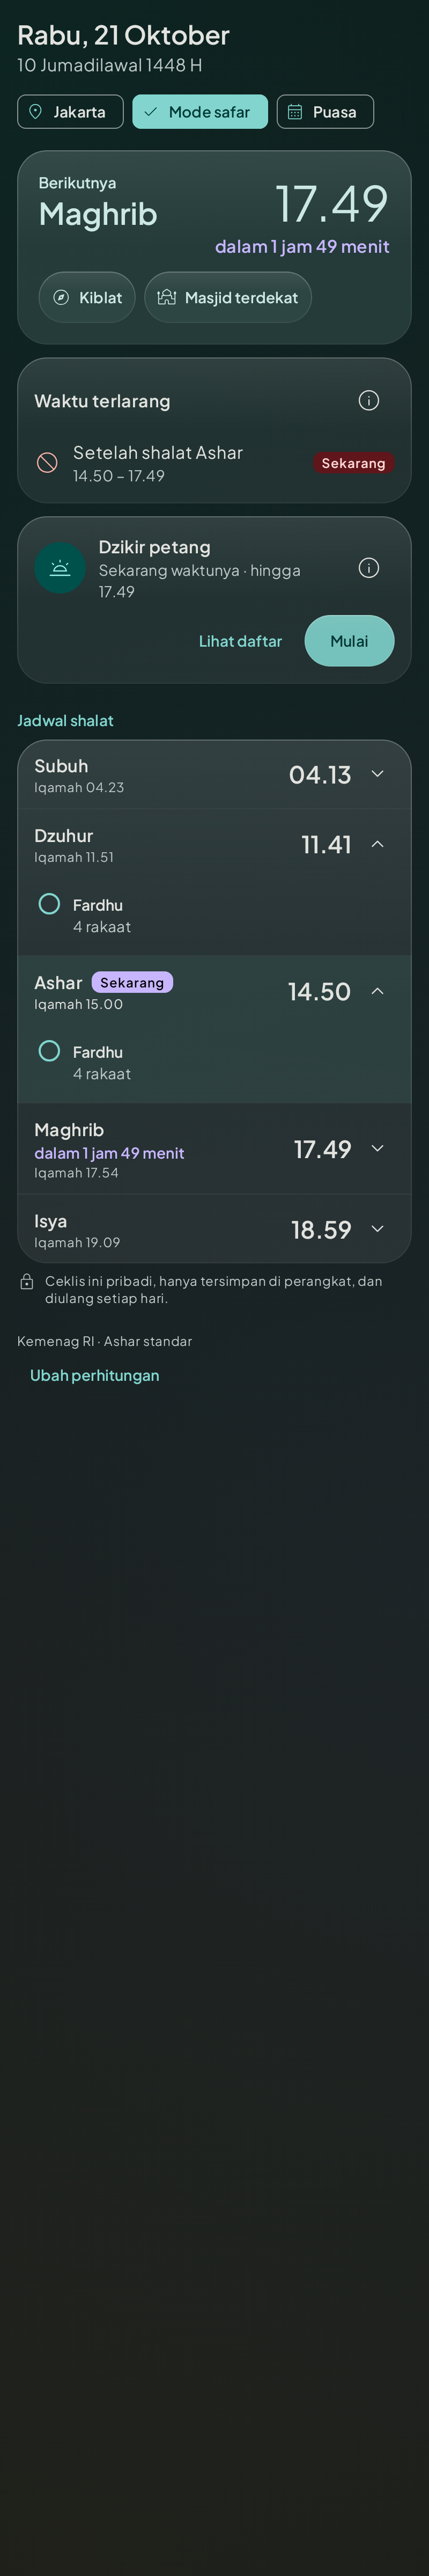 Rabu, 21 Oktober
10 Jumadilawal 1448 H
Jakarta
Mode safar
Puasa
Berikutnya
Maghrib
17.49
dalam 1 jam 49 menit
Kiblat
Masjid terdekat
Waktu terlarang
Setelah shalat Ashar
14.50 – 17.49
Sekarang
Dzikir petang
Sekarang waktunya · hingga
17.49
Lihat daftar
Mulai
Jadwal shalat
Subuh
Iqamah 04.23
04.13
Dzuhur
Iqamah 11.51
11.41
Fardhu
4 rakaat
Ashar
Sekarang
Iqamah 15.00
14.50
Fardhu
4 rakaat
Maghrib
dalam 1 jam 49 menit
Iqamah 17.54
17.49
Isya
Iqamah 19.09
18.59
Ceklis ini pribadi, hanya tersimpan di perangkat, dan
diulang setiap hari.
Kemenag RI · Ashar standar
Ubah perhitungan